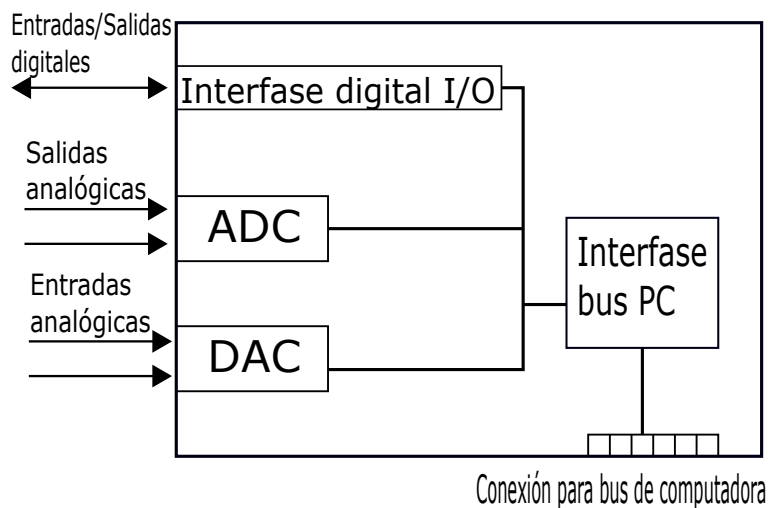 Entradas/Salidas
digitales
Interfase digital I/O
Salidas
analógicas
ADC
Interfase
bus PC
Entradas
analógicas
DAC
Conexión para bus de computadora